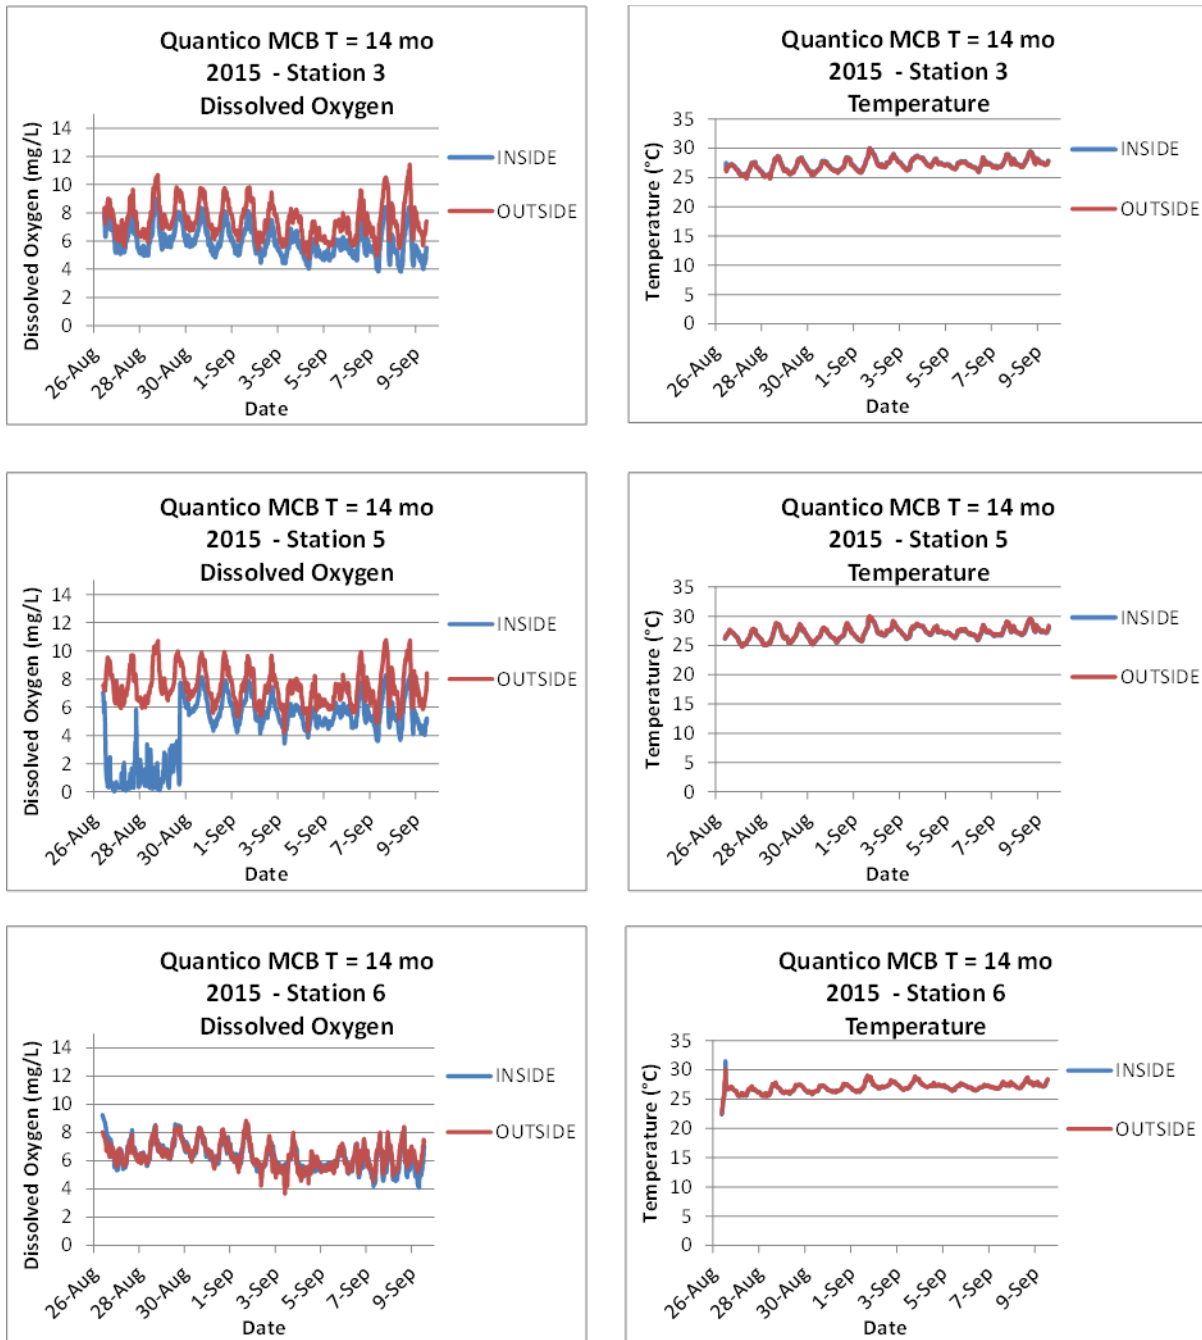 Quantico MCB T = 14 mo
2015 - Station 3
Dissolved Oxygen
Dissolved Oxygen (mg/L)
14
12
10
8
6
4
2
0
26-Aug
28-Aug
30-Aug
1-Sep
3-Sep
5-Sep
7-Sep
9-Sep
Date
INSIDE
OUTSIDE
Quantico MCB T = 14 mo
2015 - Station 3
Temperature
Temperature (°C)
35
30
25
20
15
10
5
0
26-Aug
28-Aug
30-Aug
1-Sep
3-Sep
5-Sep
7-Sep
9-Sep
Date
INSIDE
OUTSIDE
Quantico MCB T = 14 mo
2015 - Station 5
Dissolved Oxygen
Dissolved Oxygen (mg/L)
14
12
10
8
6
4
2
0
26-Aug
28-Aug
30-Aug
1-Sep
3-Sep
5-Sep
7-Sep
9-Sep
Date
INSIDE
OUTSIDE
Quantico MCB T = 14 mo
2015 - Station 5
Temperature
Temperature (°C)
35
30
25
20
15
10
5
0
26-Aug
28-Aug
30-Aug
1-Sep
3-Sep
5-Sep
7-Sep
9-Sep
Date
INSIDE
OUTSIDE
Quantico MCB T = 14 mo
2015 - Station 6
Dissolved Oxygen
Dissolved Oxygen (mg/L)
14
12
10
8
6
4
2
0
26-Aug
28-Aug
30-Aug
1-Sep
3-Sep
5-Sep
7-Sep
9-Sep
Date
INSIDE
OUTSIDE
Quantico MCB T = 14 mo
2015 - Station 6
Temperature
Temperature (°C)
35
30
25
20
15
10
5
0
26-Aug
28-Aug
30-Aug
1-Sep
3-Sep
5-Sep
7-Sep
9-Sep
Date
INSIDE
OUTSIDE